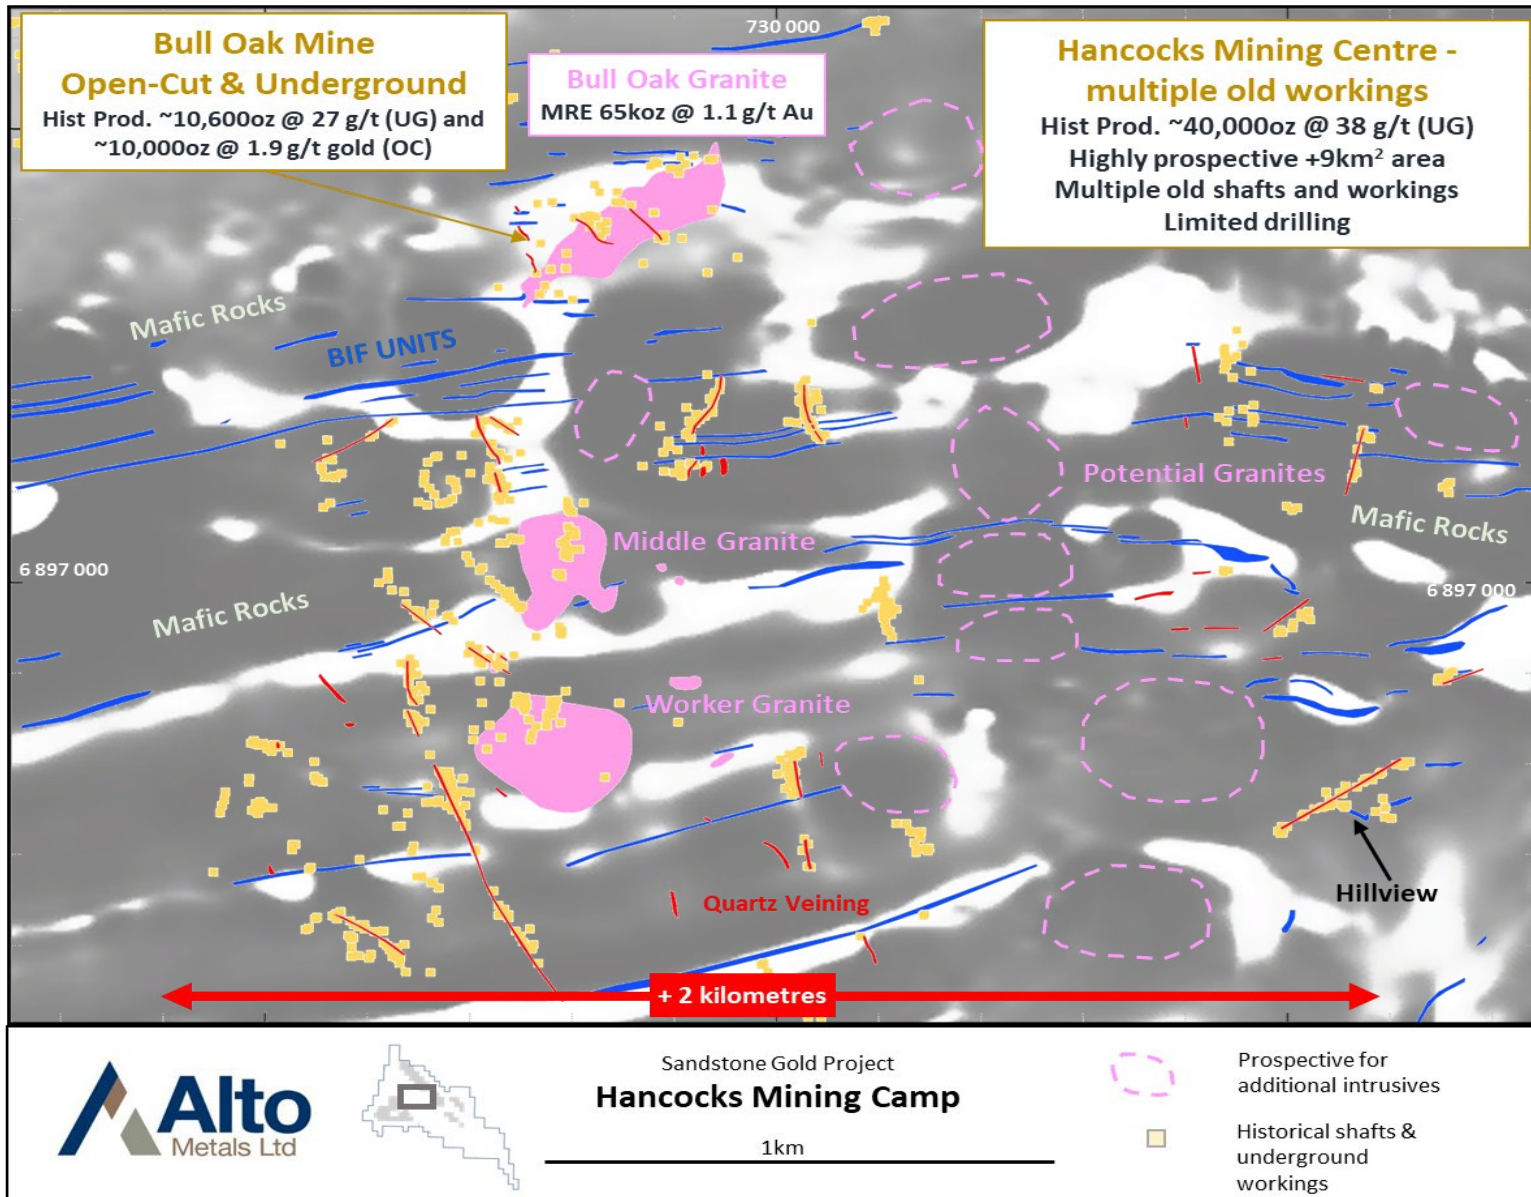 730 000
Bull Oak Mine
Open-Cut & Underground
Hist Prod. ~10,600oz @ 27 g/t (UG) and
~10,000oz @ 1.9 g/t gold (OC)
Bull Oak Granite
MRE 65koz @ 1.1 g/t Au
Hancocks Mining Centre -
multiple old workings
Hist Prod. ~40,000oz @ 38 g/t (UG)
Highly prospective +9km² area
Multiple old shafts and workings
Limited drilling
Mafic Rocks
BIF UNITS
Potential Granites
Mafic Rocks
Middle Granite
6 897 000
6 897 000
Mafic Rocks
Worker Granite
Hillview
Quartz Veining
+ 2 kilometres
Alto
Metals Ltd
Sandstone Gold Project
Hancocks Mining Camp
1km
Prospective for
additional intrusives
Historical shafts &
underground
workings